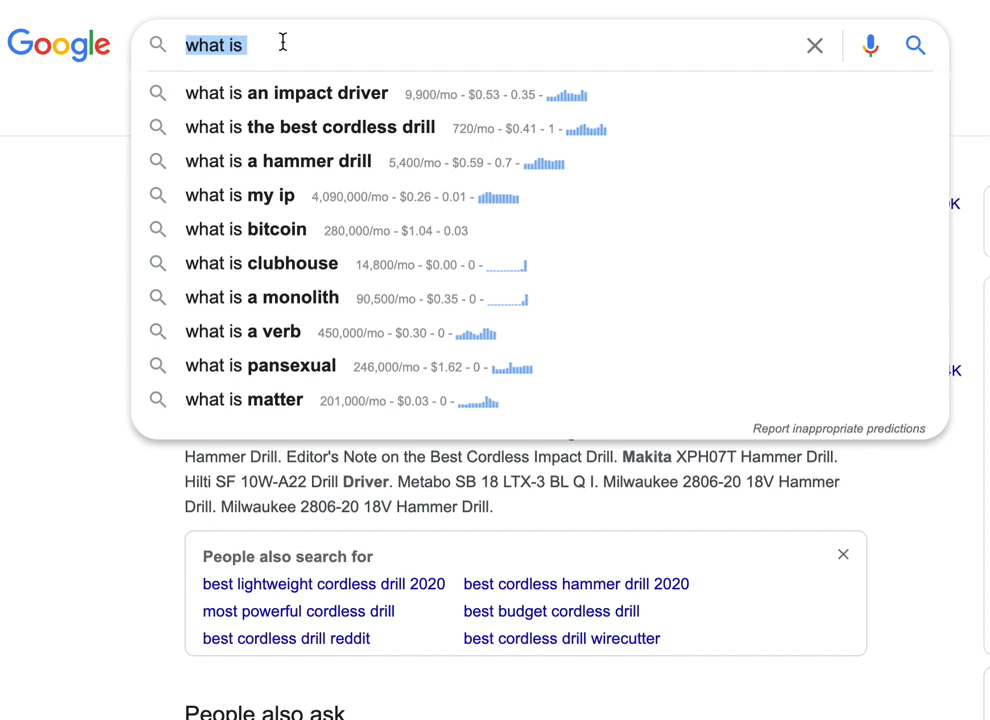 Google
what is
what is an impact driver 9,900/mo - $0.53 - 0.35 -
what is the best cordless drill 720/mo - $0.41 - 1 -
what is a hammer drill 5,400/mo - $0.59 - 0.7 -
what is my ip 4,090,000/mo - $0.26 - 0.01 -
what is bitcoin 280,000/mo - $1.04 - 0.03
what is clubhouse 14,800/mo - $0.00 - 0 -
what is a monolith 90,500/mo - $0.35 - 0 -
what is a verb 450,000/mo - $0.30 - 0 -
what is pansexual 246,000/mo - $1.62 - 0 -
what is matter 201,000/mo - $0.03 - 0 -
Report inappropriate predictions
Hammer Drill. Editor's Note on the Best Cordless Impact Drill. Makita XPH07T Hammer Drill.
Hilti SF 10W-A22 Drill Driver. Metabo SB 18 LTX-3 BL Q I. Milwaukee 2806-20 18V Hammer
Drill. Milwaukee 2806-20 18V Hammer Drill.
People also search for
best lightweight cordless drill 2020 best cordless hammer drill 2020
most powerful cordless drill best budget cordless drill
best cordless drill reddit best cordless drill wirecutter
People also ask